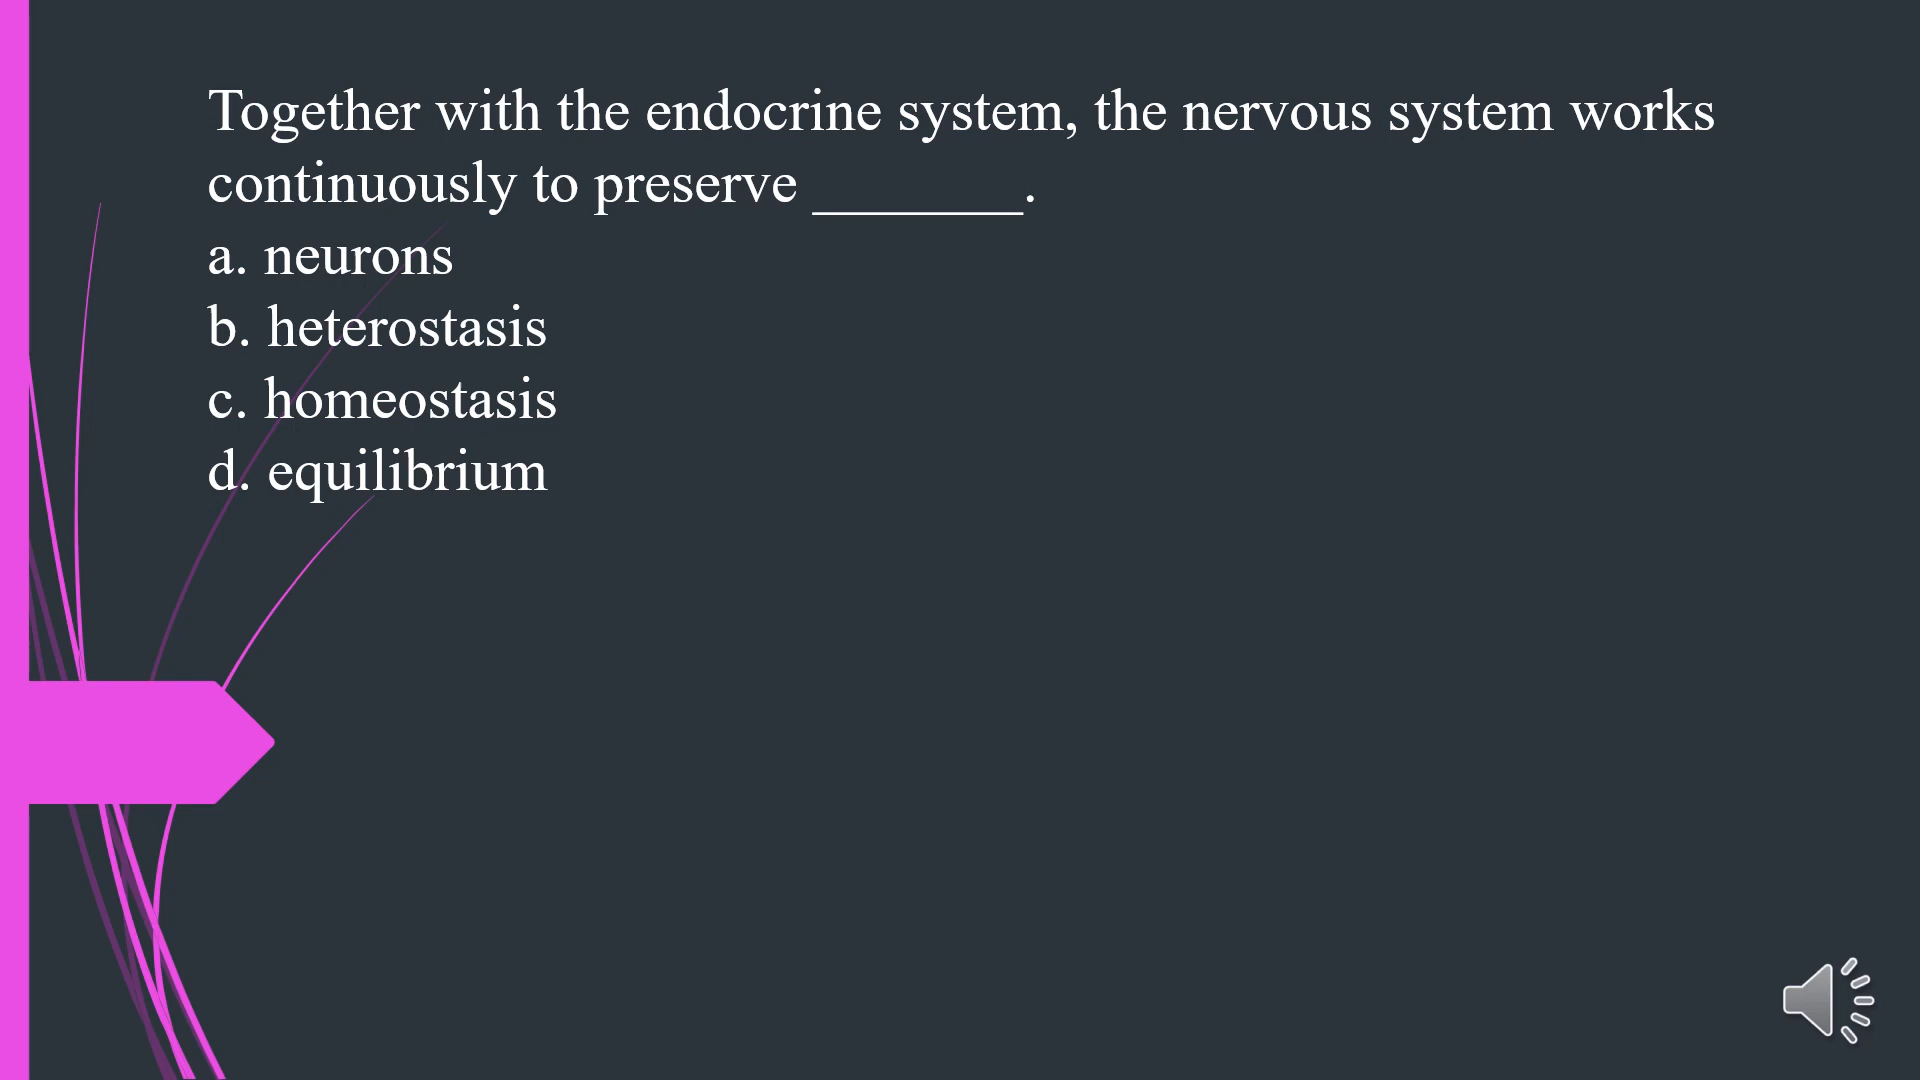 Together with the endocrine system, the nervous system works
continuously to preserve _______.
a. neurons
b. heterostasis
c. homeostasis
d. equilibrium